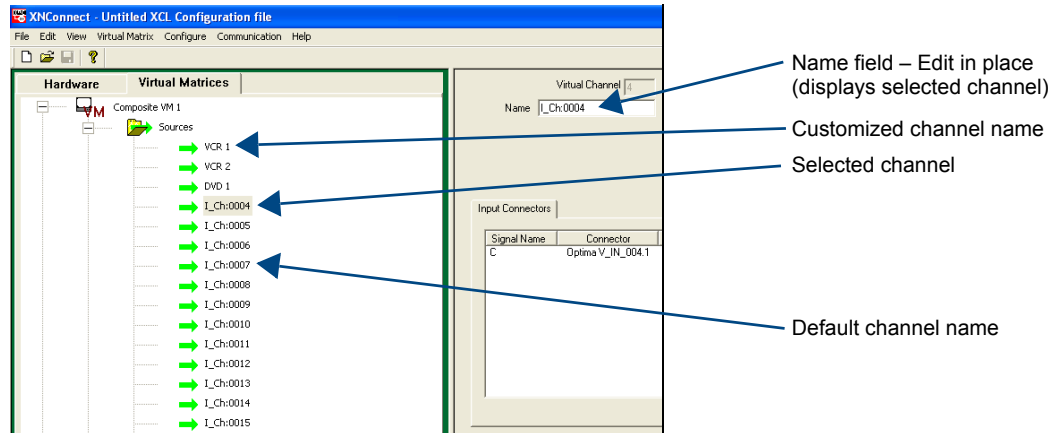 XNConnect - Untitled XCL Configuration file
File Edit View Virtual Matrix Configure Communication Help
Hardware Virtual Matrices
VM Composite VM 1
Sources
VCR 1
VCR 2
DVD 1
I_Ch:0004
I_Ch:0005
I_Ch:0006
I_Ch:0007
I_Ch:0008
I_Ch:0009
I_Ch:0010
I_Ch:0011
I_Ch:0012
I_Ch:0013
I_Ch:0014
I_Ch:0015
Virtual Channel 4
Name I_Ch:0004
Input Connectors
Signal Name Connector
C Optima V_IN_004.1
Name field – Edit in place
(displays selected channel)
Customized channel name
Selected channel
Default channel name